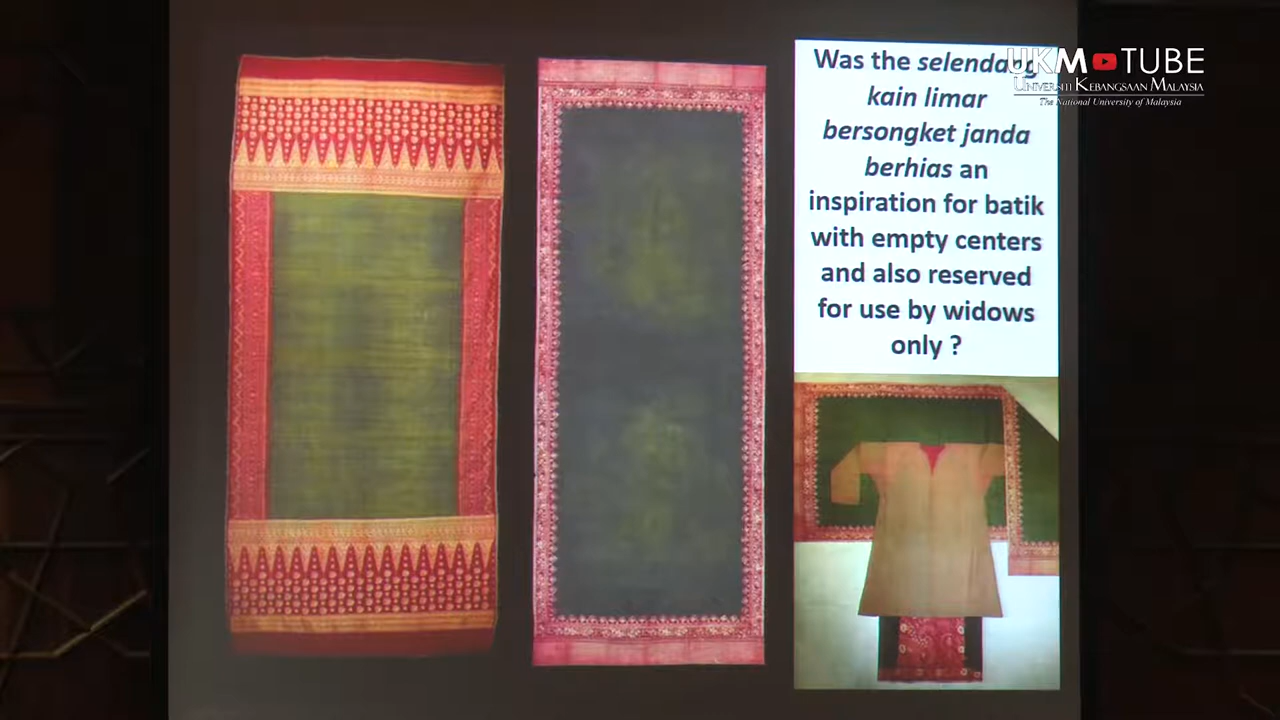 Was the selendang
kain limar
bersongket janda
berhias an
inspiration for batik
with empty centers
and also reserved
for use by widows
only ?
UKM TUBE
UNIVERSITI KEBANGSAAN MALAYSIA
The National University of Malaysia